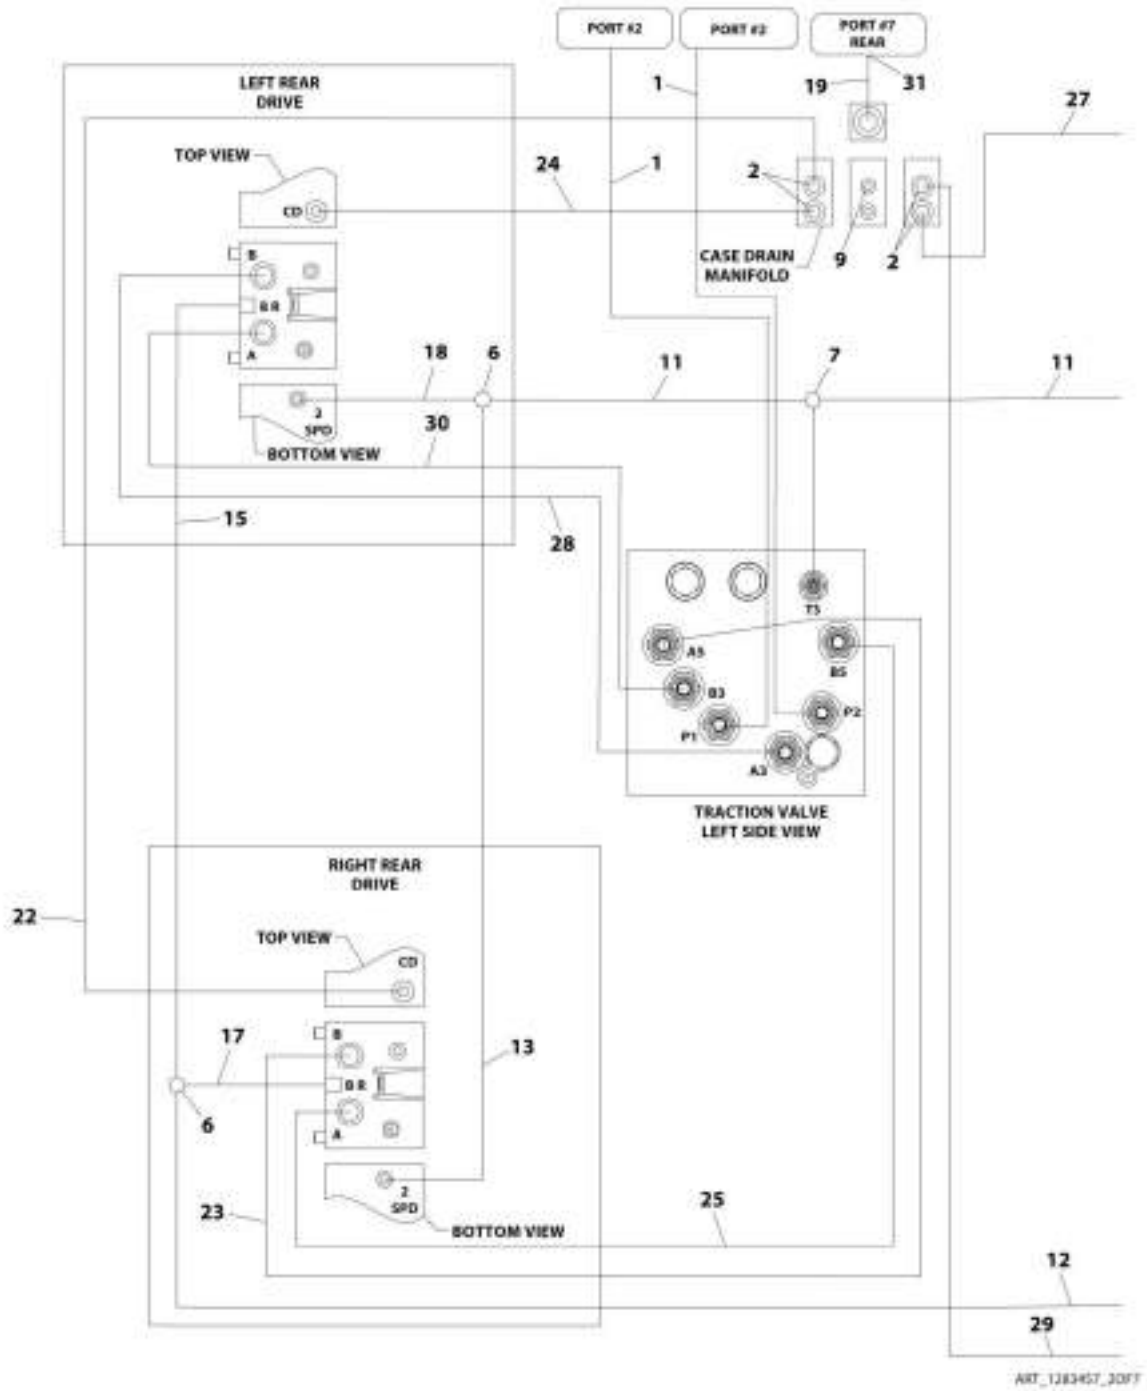 PORT #2
PORT #3
PORT #7
REAR
LEFT REAR
DRIVE
1
19
31
27
TOP VIEW
24
1
2
CD
CASE DRAIN
MANIFOLD
9
2
B
B R
A
18
6
11
7
11
2
SPD
30
BOTTOM VIEW
15
28
T5
A5
B5
B3
P2
P1
A3
TRACTION VALVE
LEFT SIDE VIEW
RIGHT REAR
DRIVE
22
TOP VIEW
CD
17
B
13
B R
6
A
2
SPD
23
25
BOTTOM VIEW
12
29